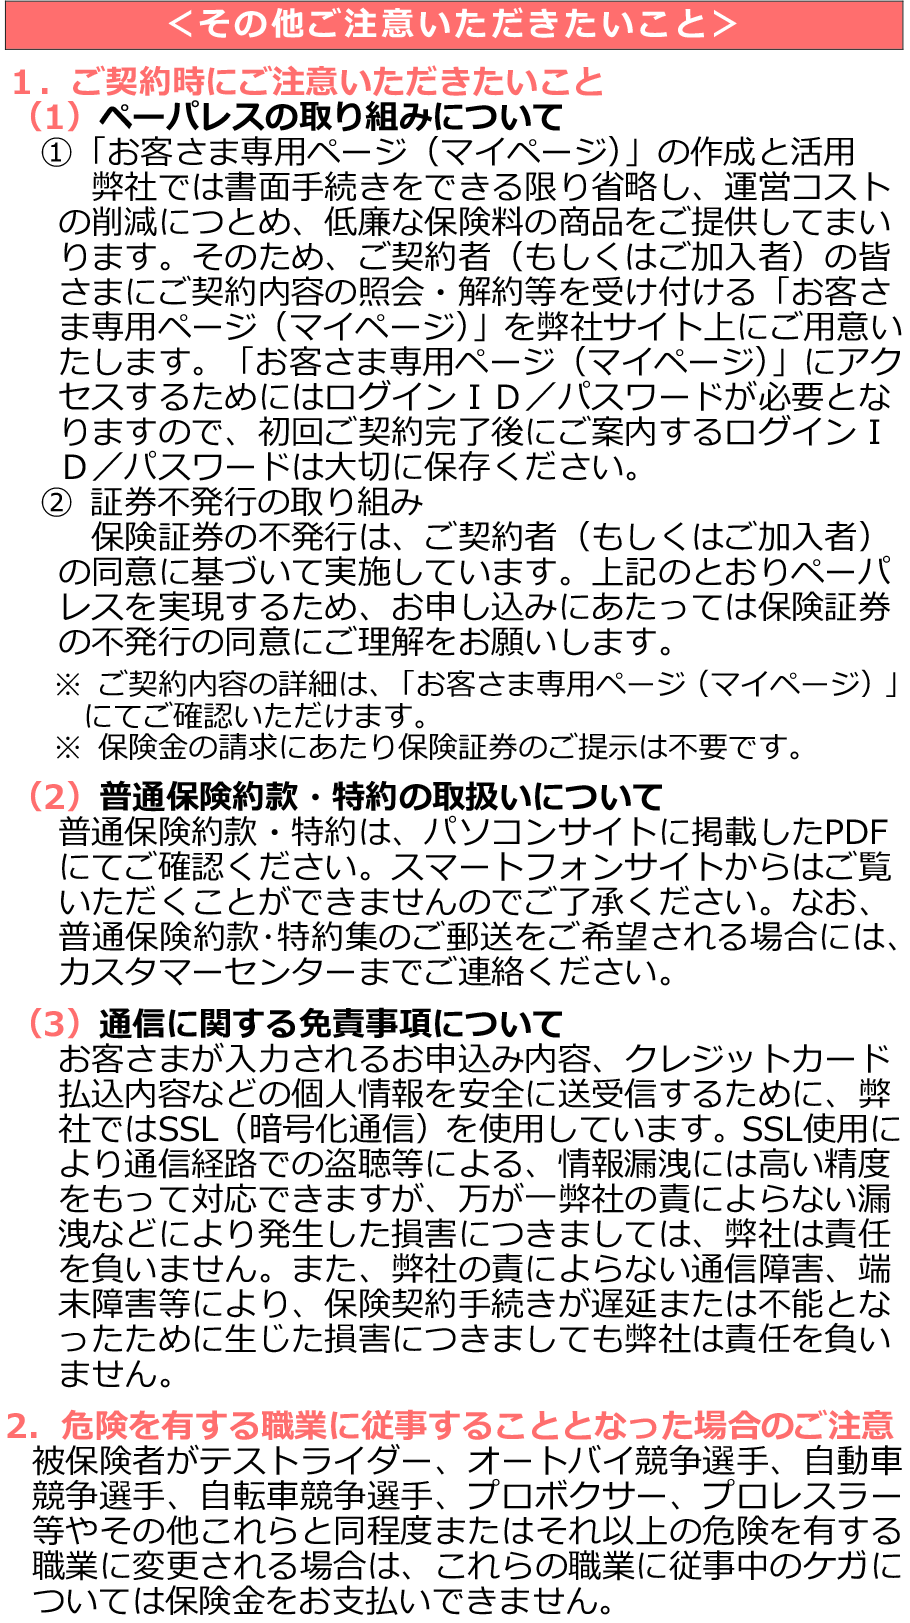 ＜その他ご注意いただきたいこと＞
１．ご契約時にご注意いただきたいこと
（1）ペーパレスの取り組みについて
①「お客さま専用ページ（マイページ）」の作成と活用
弊社では書面手続きをできる限り省略し、運営コスト
の削減につとめ、低廉な保険料の商品をご提供してまい
ります。そのため、ご契約者（もしくはご加入者）の皆
さまにご契約内容の照会・解約等を受け付ける「お客さ
ま専用ページ（マイページ）」を弊社サイト上にご用意い
たします。「お客さま専用ページ（マイページ）」にアク
セスするためにはログインＩＤ／パスワードが必要とな
りますので、初回ご契約完了後にご案内するログインＩ
Ｄ／パスワードは大切に保存ください。
② 証券不発行の取り組み
保険証券の不発行は、ご契約者（もしくはご加入者）
の同意に基づいて実施しています。上記のとおりペーパ
レスを実現するため、お申し込みにあたっては保険証券
の不発行の同意にご理解をお願いします。
※ ご契約内容の詳細は、「お客さま専用ページ（マイページ）」
にてご確認いただけます。
※ 保険金の請求にあたり保険証券のご提示は不要です。
（2）普通保険約款・特約の取扱いについて
普通保険約款・特約は、パソコンサイトに掲載したPDF
にてご確認ください。スマートフォンサイトからはご覧
いただくことができませんのでご了承ください。なお、
普通保険約款･特約集のご郵送をご希望される場合には、
カスタマーセンターまでご連絡ください。
（3）通信に関する免責事項について
お客さまが入力されるお申込み内容、クレジットカード
払込内容などの個人情報を安全に送受信するために、弊
社ではSSL（暗号化通信）を使用しています。SSL使用に
より通信経路での盗聴等による、情報漏洩には高い精度
をもって対応できますが、万が一弊社の責によらない漏
洩などにより発生した損害につきましては、弊社は責任
を負いません。また、弊社の責によらない通信障害、端
末障害等により、保険契約手続きが遅延または不能とな
ったために生じた損害につきましても弊社は責任を負い
ません。
2．危険を有する職業に従事することとなった場合のご注意
被保険者がテストライダー、オートバイ競争選手、自動車
競争選手、自転車競争選手、プロボクサー、プロレスラー
等やその他これらと同程度またはそれ以上の危険を有する
職業に変更される場合は、これらの職業に従事中のケガに
ついては保険金をお支払いできません。